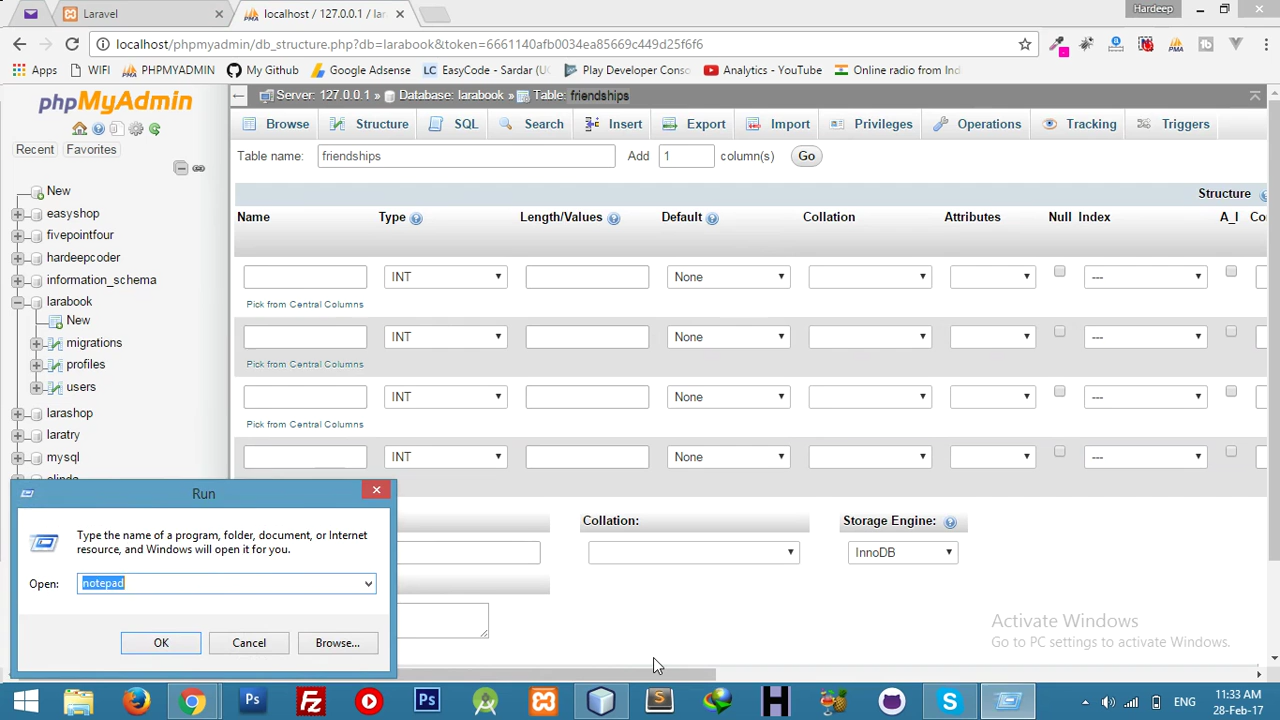 Laravel
localhost / 127.0.0.1 / lar
Hardeep
localhost/phpmyadmin/db_structure.php?db=larabook&token=6661140afb0034ea85669c449d25f6f6
Apps WIFI PHPMYADMIN My Github Google Adsense EasyCode - Sardar (UC Play Developer Conso Analytics - YouTube Online radio from Ind
phpMyAdmin
Recent Favorites
New
easyshop
fivepointfour
hardeepcoder
information_schema
larabook
New
migrations
profiles
users
larashop
laratry
mysql
Server: 127.0.0.1 » Database: larabook » Table: friendships
Browse Structure SQL Search Insert Export Import Privileges Operations Tracking Triggers
Table name: friendships Add 1 column(s) Go
Structure
Name Type Length/Values Default Collation Attributes Null Index A_I Co
INT None ---
Pick from Central Columns
INT None ---
Pick from Central Columns
INT None ---
Pick from Central Columns
INT None ---
Collation: Storage Engine:
InnoDB
Run
Type the name of a program, folder, document, or Internet
resource, and Windows will open it for you.
Open: notepad
OK Cancel Browse...
Activate Windows
Go to PC settings to activate Windows.
Ps Fz Ps S H S
ENG 11:33 AM
28-Feb-17